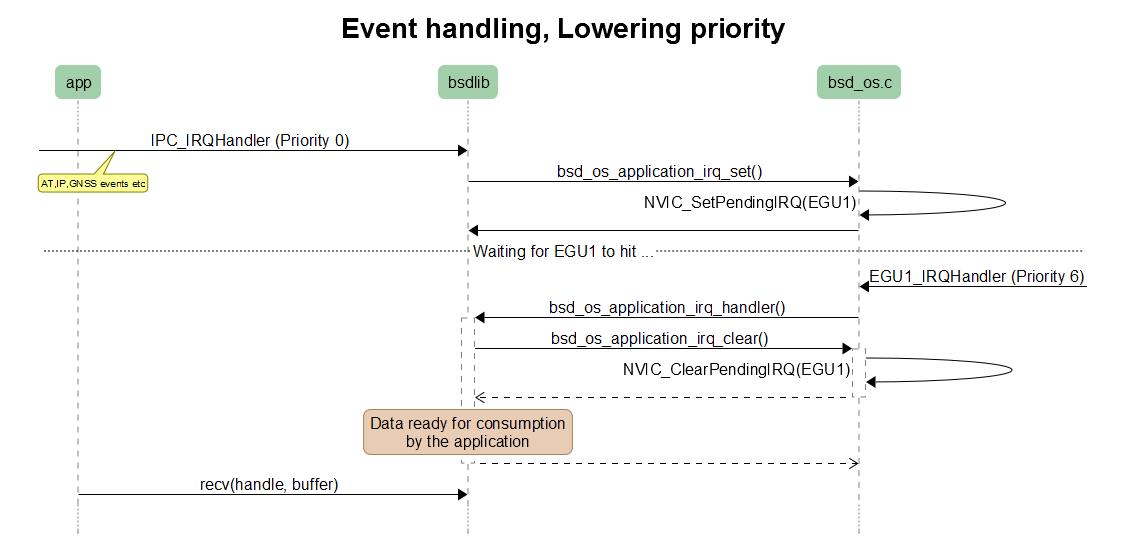 Event handling, Lowering priority
app
bsdlib
bsd_os.c
IPC_IRQHandler (Priority 0)
AT,IP,GNSS events etc
bsd_os_application_irq_set()
NVIC_SetPendingIRQ(EGU1)
Waiting for EGU1 to hit ...
EGU1_IRQHandler (Priority 6)
bsd_os_application_irq_handler()
bsd_os_application_irq_clear()
NVIC_ClearPendingIRQ(EGU1)
Data ready for consumption
by the application
recv(handle, buffer)